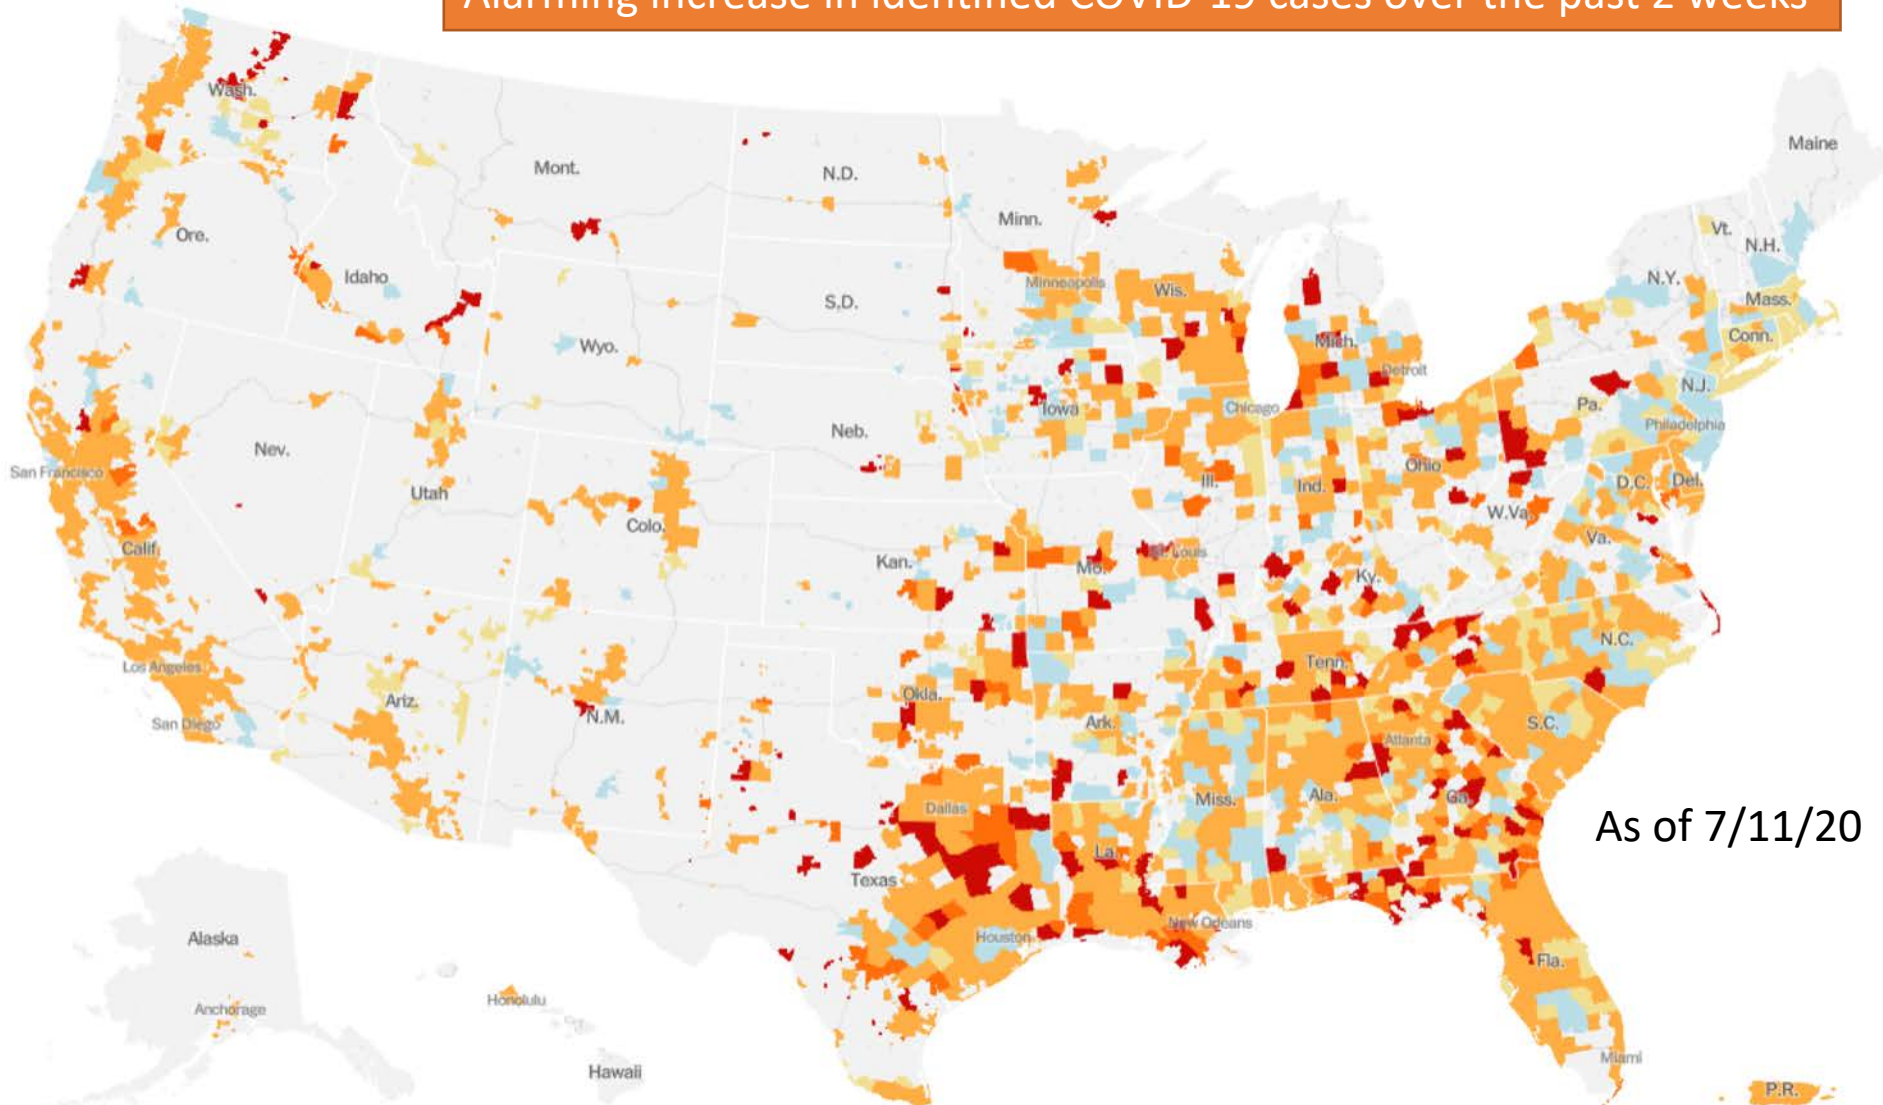 Alarming increase in identified COVID-19 cases over the past 2 weeks
Wash.
Mont.
N.D.
Minn.
Maine
Vt.
N.H.
Ore.
Idaho
S.D.
Minneapolis
Wis.
N.Y.
Mass.
Conn.
Wyo.
Mich.
Detroit
Iowa
Chicago
N.J.
Pa.
Philadelphia
Neb.
Nev.
San Francisco
Utah
Ohio
Ill.
Ind.
D.C.
Del.
W.Va.
Colo.
Calif.
Kan.
Mo.
St. Louis
Ky.
Va.
N.C.
Los Angeles
Tenn.
Ariz.
Okla.
N.M.
San Diego
Ark.
S.C.
Atlanta
Dallas
Miss.
Ala.
Ga.
As of 7/11/20
La.
Texas
New Orleans
Houston
Alaska
Fla.
Anchorage
Honolulu
Miami
Hawaii
P.R.